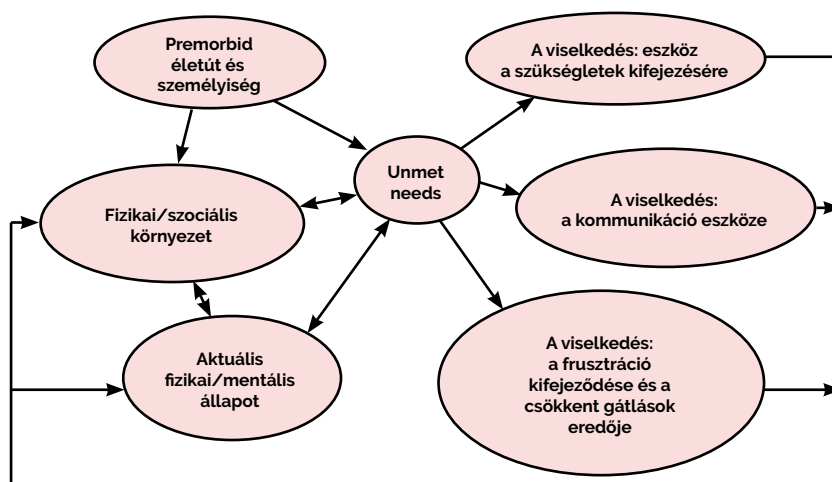 Premorbid
életút és
személyiség
A viselkedés: eszköz
a szükségletek kifejezésére
Unmet
needs
Fizikai/szociális
környezet
A viselkedés:
a kommunikáció eszköze
Aktuális
fizikai/mentális
állapot
A viselkedés:
a frusztráció
kifejeződése és a
csökkent gátlások
eredője